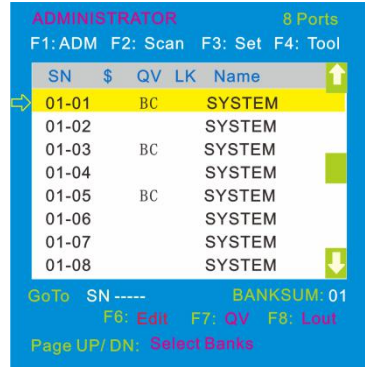 ADMINISTRATOR 8 Ports
F1: ADM F2: Scan F3: Set F4: Tool
SN $ QV LK Name
01-01 BC SYSTEM
01-02 SYSTEM
01-03 BC SYSTEM
01-04 SYSTEM
01-05 BC SYSTEM
01-06 SYSTEM
01-07 SYSTEM
01-08 SYSTEM
GoTo SN ----- BANKSUM: 01
F6: Edit F7: QV F8: Lout
Page UP/ DN: Select Banks